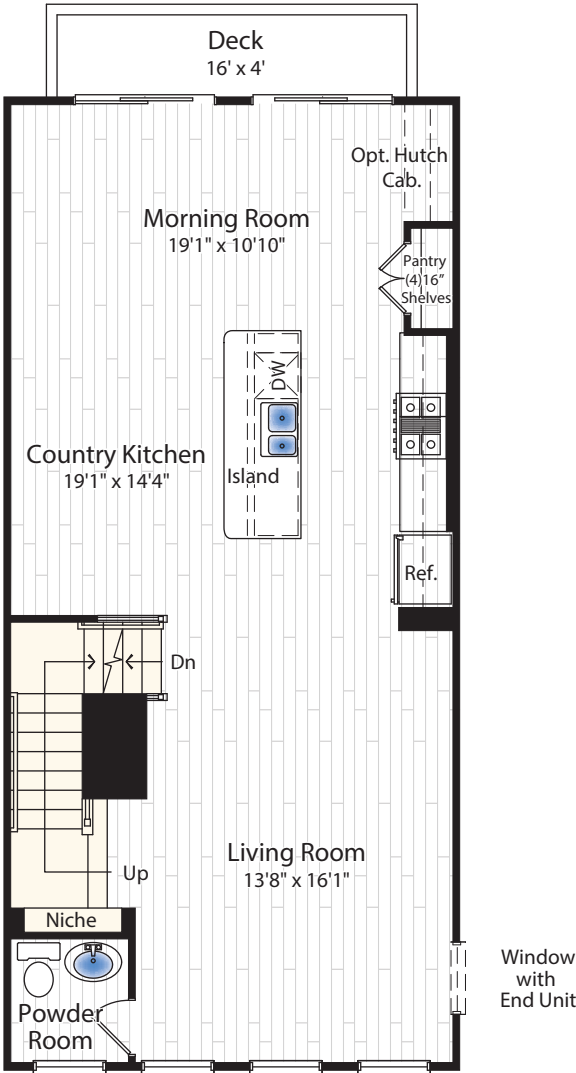 Deck
16' x 4'
Opt. Hutch
Cab.
Morning Room
19'1" x 10'10"
Pantry
(4)16”
Shelves
DW
Country Kitchen
19'1" x 14'4"
Island
Ref.
Dn
Living Room
13'8" x 16'1"
Up
Niche
Powder
Room
Window
with
End Unit